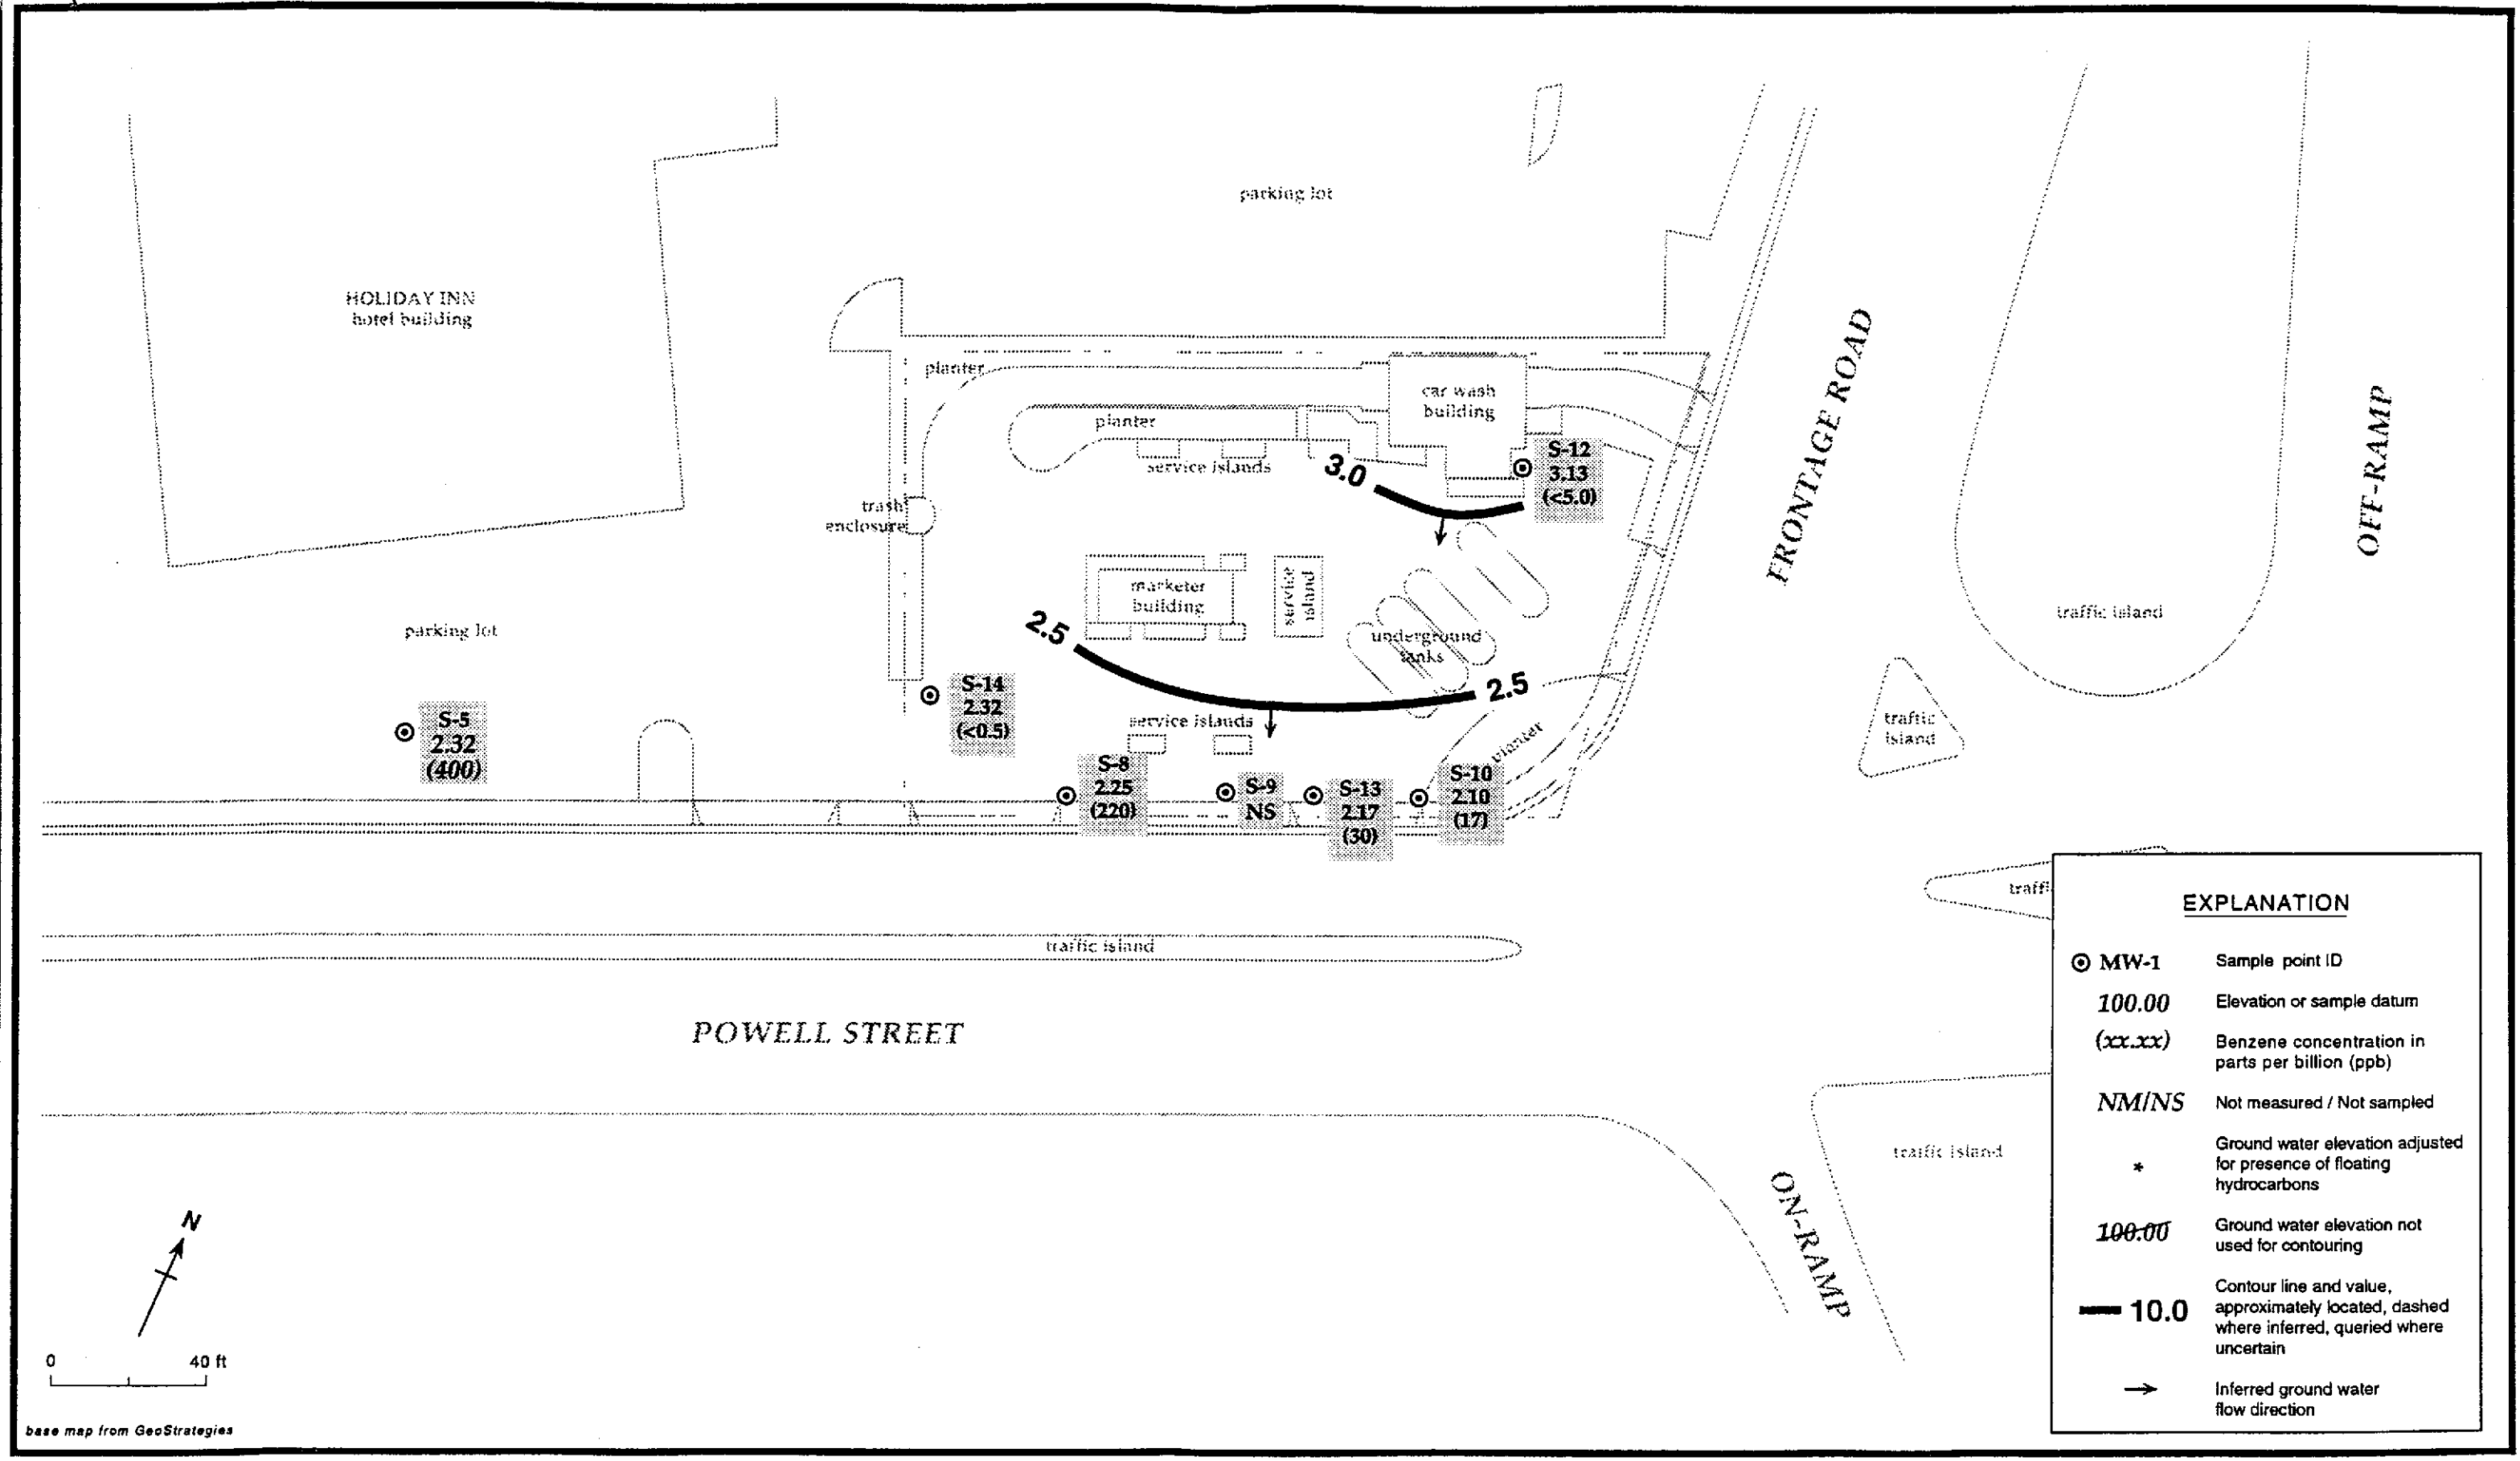 parking lot
HOLIDAY INN
hotel building
planter
car wash
building
planter
service islands
3.0
S-12
3.13
(<5.0)
FRONTAGE ROAD
OFF-RAMP
trash
enclosure
marketer
building
service
island
underground
tanks
traffic island
parking lot
2.5
2.5
S-14
2.32
(<0.5)
S-5
2.32
(400)
service islands
planter
traffic
island
S-8
2.25
(220)
S-9
NS
S-13
2.17
(30)
S-10
2.10
(17)
traffi
traffic island
POWELL STREET
traffic island
ON-RAMP
N
0 40 ft
base map from GeoStrategies
EXPLANATION
MW-1 Sample point ID
100.00 Elevation or sample datum
(xx.xx) Benzene concentration in
parts per billion (ppb)
NM/NS Not measured / Not sampled
* Ground water elevation adjusted
for presence of floating
hydrocarbons
100.00 Ground water elevation not
used for contouring
10.0 Contour line and value,
approximately located, dashed
where inferred, queried where
uncertain
Inferred ground water
flow direction